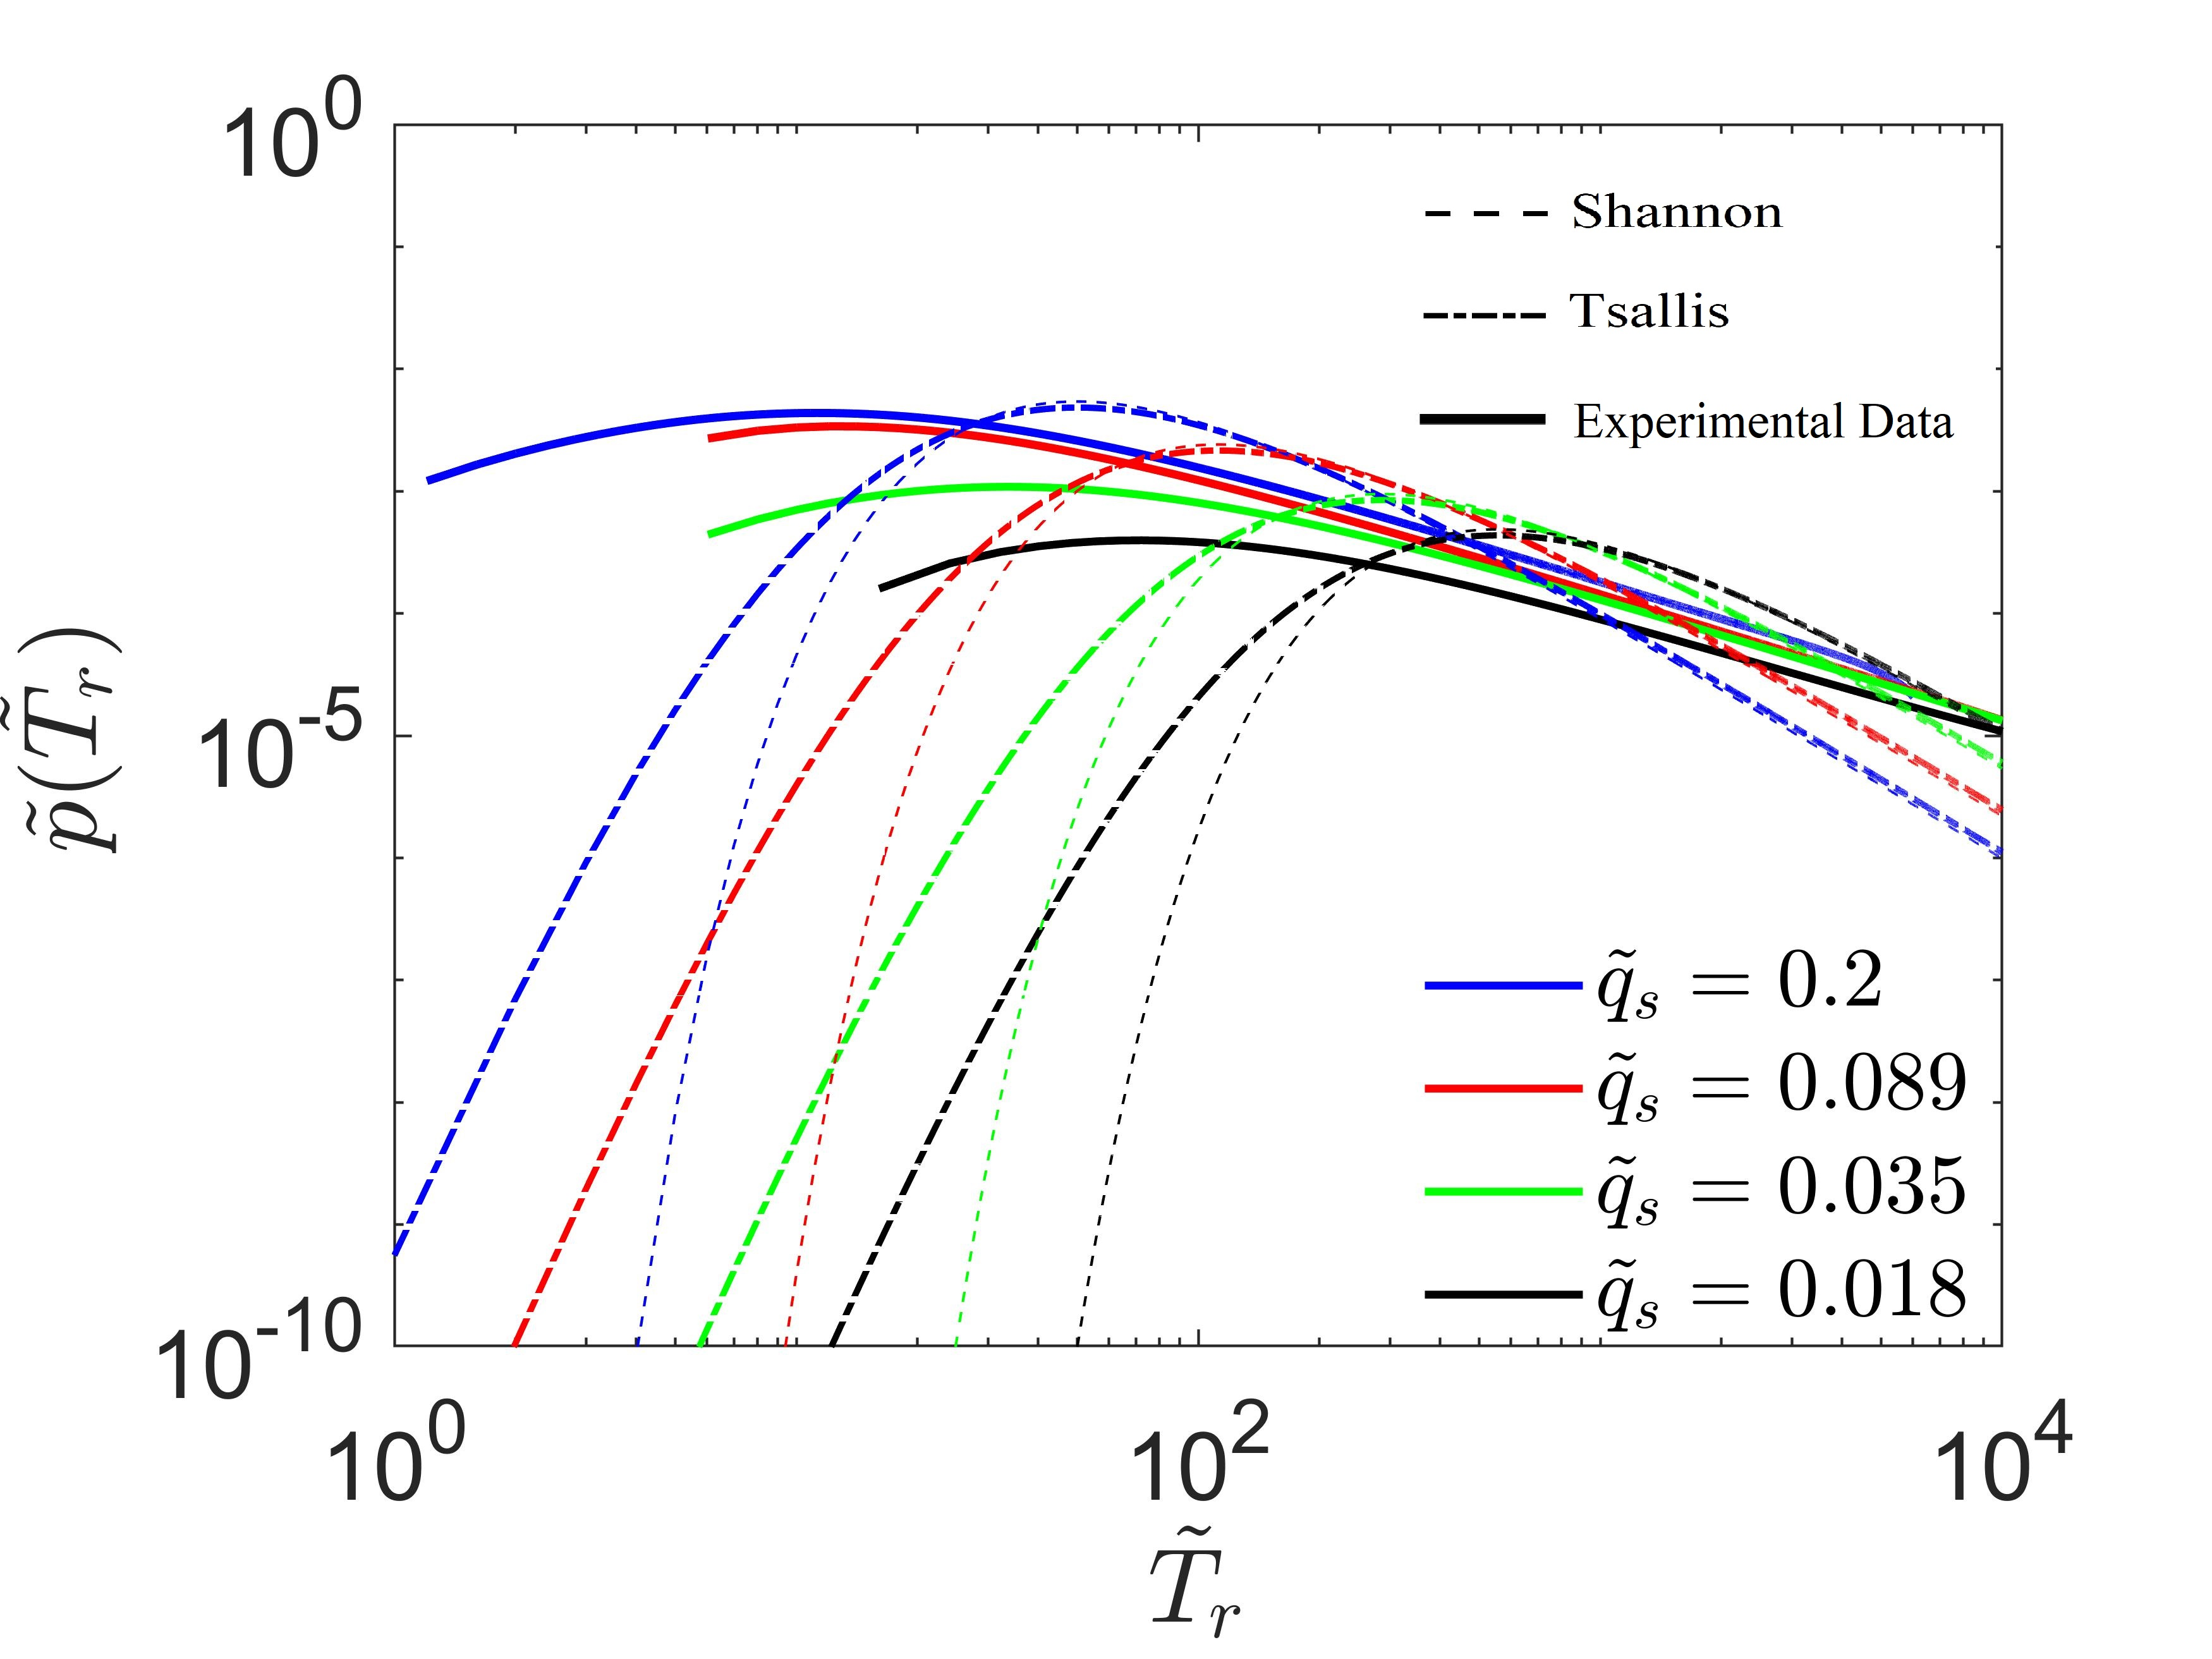 10^0
10^-5
10^-10
10^0
10^2
10^4
p̃(T̃_r)
T̃_r
Shannon
Tsallis
Experimental Data
q̃_s = 0.2
q̃_s = 0.089
q̃_s = 0.035
q̃_s = 0.018